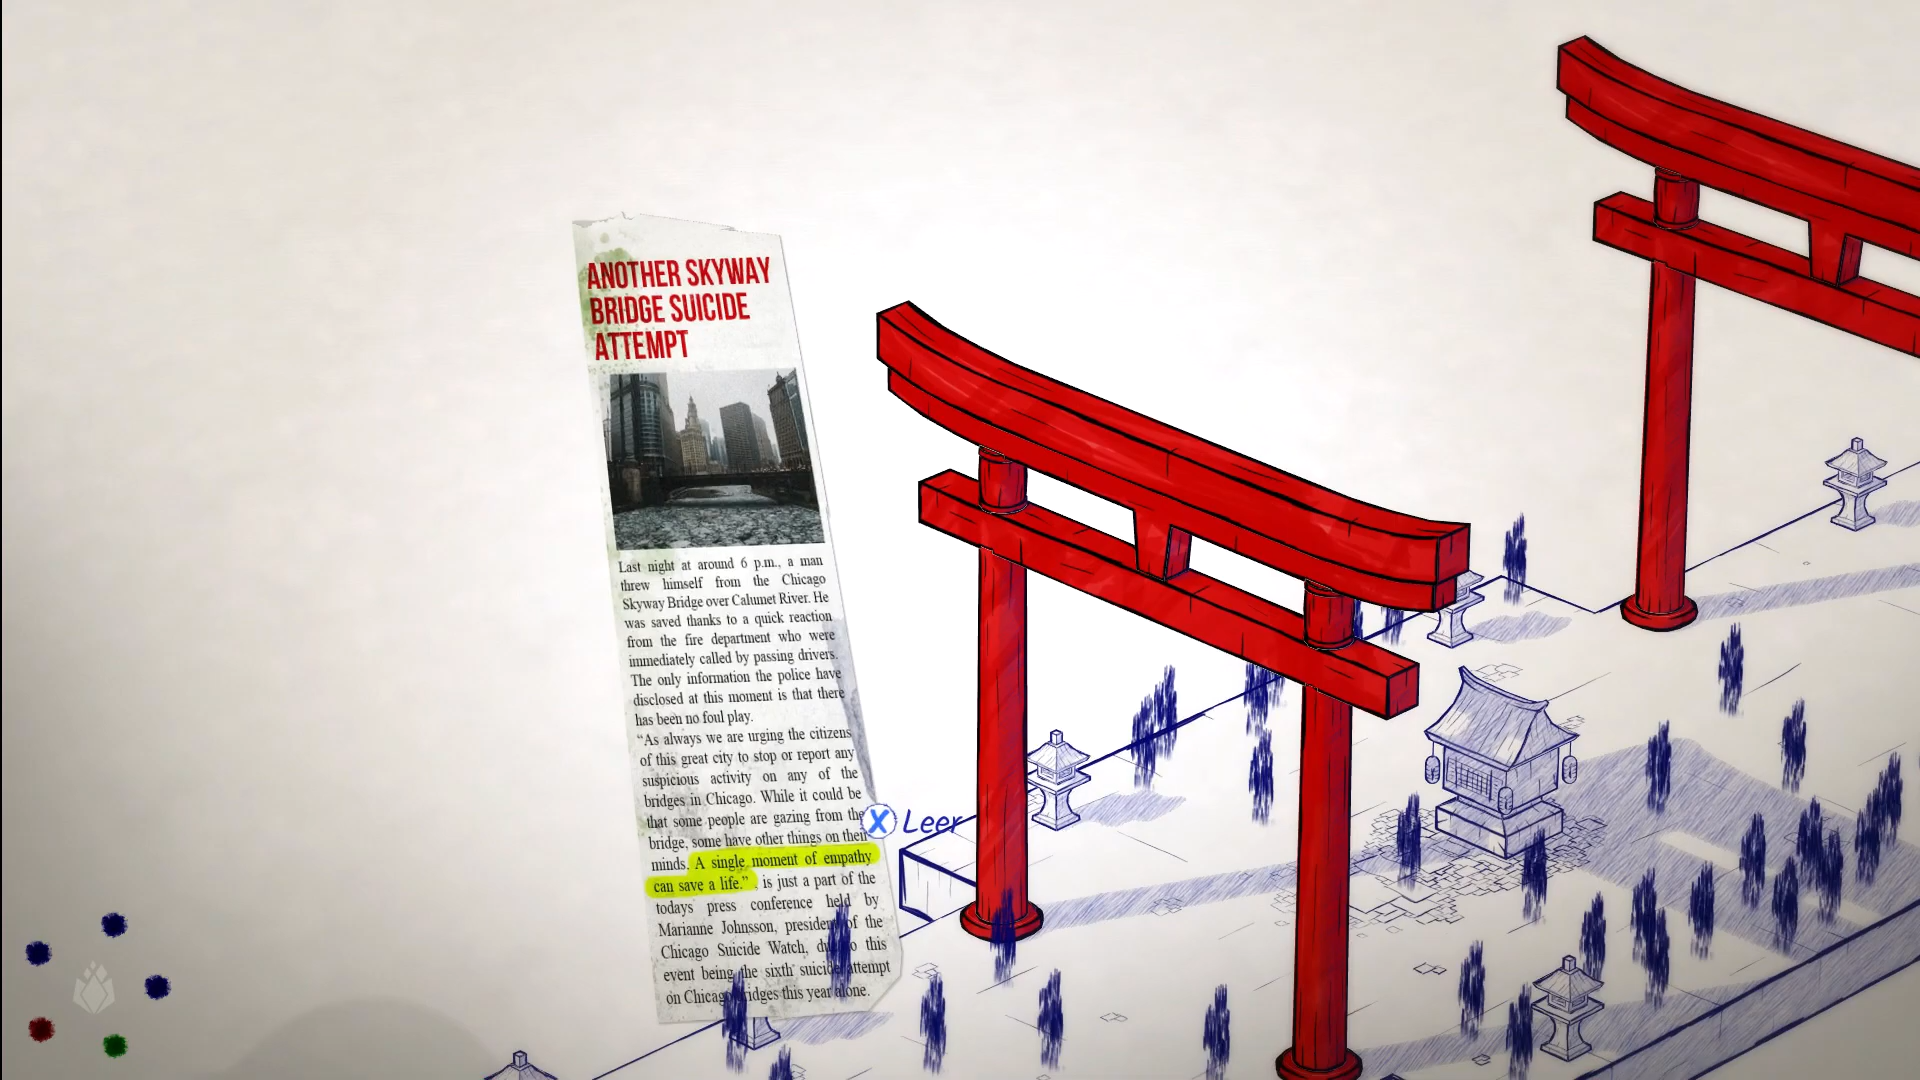 ANOTHER SKYWAY
BRIDGE SUICIDE
ATTEMPT
Last night at around 6 p.m., a man
threw himself from the Chicago
Skyway Bridge over Calumet River. He
was saved thanks to a quick reaction
from the fire department who were
immediately called by passing drivers.
The only information the police have
disclosed at this moment is that there
has been no foul play.
“As always we are urging the citizens
of this great city to stop or report any
suspicious activity on any of the
bridges in Chicago. While it could be
that some people are gazing from the
bridge, some have other things on their
minds. A single moment of empathy
can save a life.” , is just a part of the
todays press conference held by
Marianne Johnsson, president of the
Chicago Suicide Watch, due to this
event being the sixth suicide attempt
on Chicago bridges this year alone.
X Leer